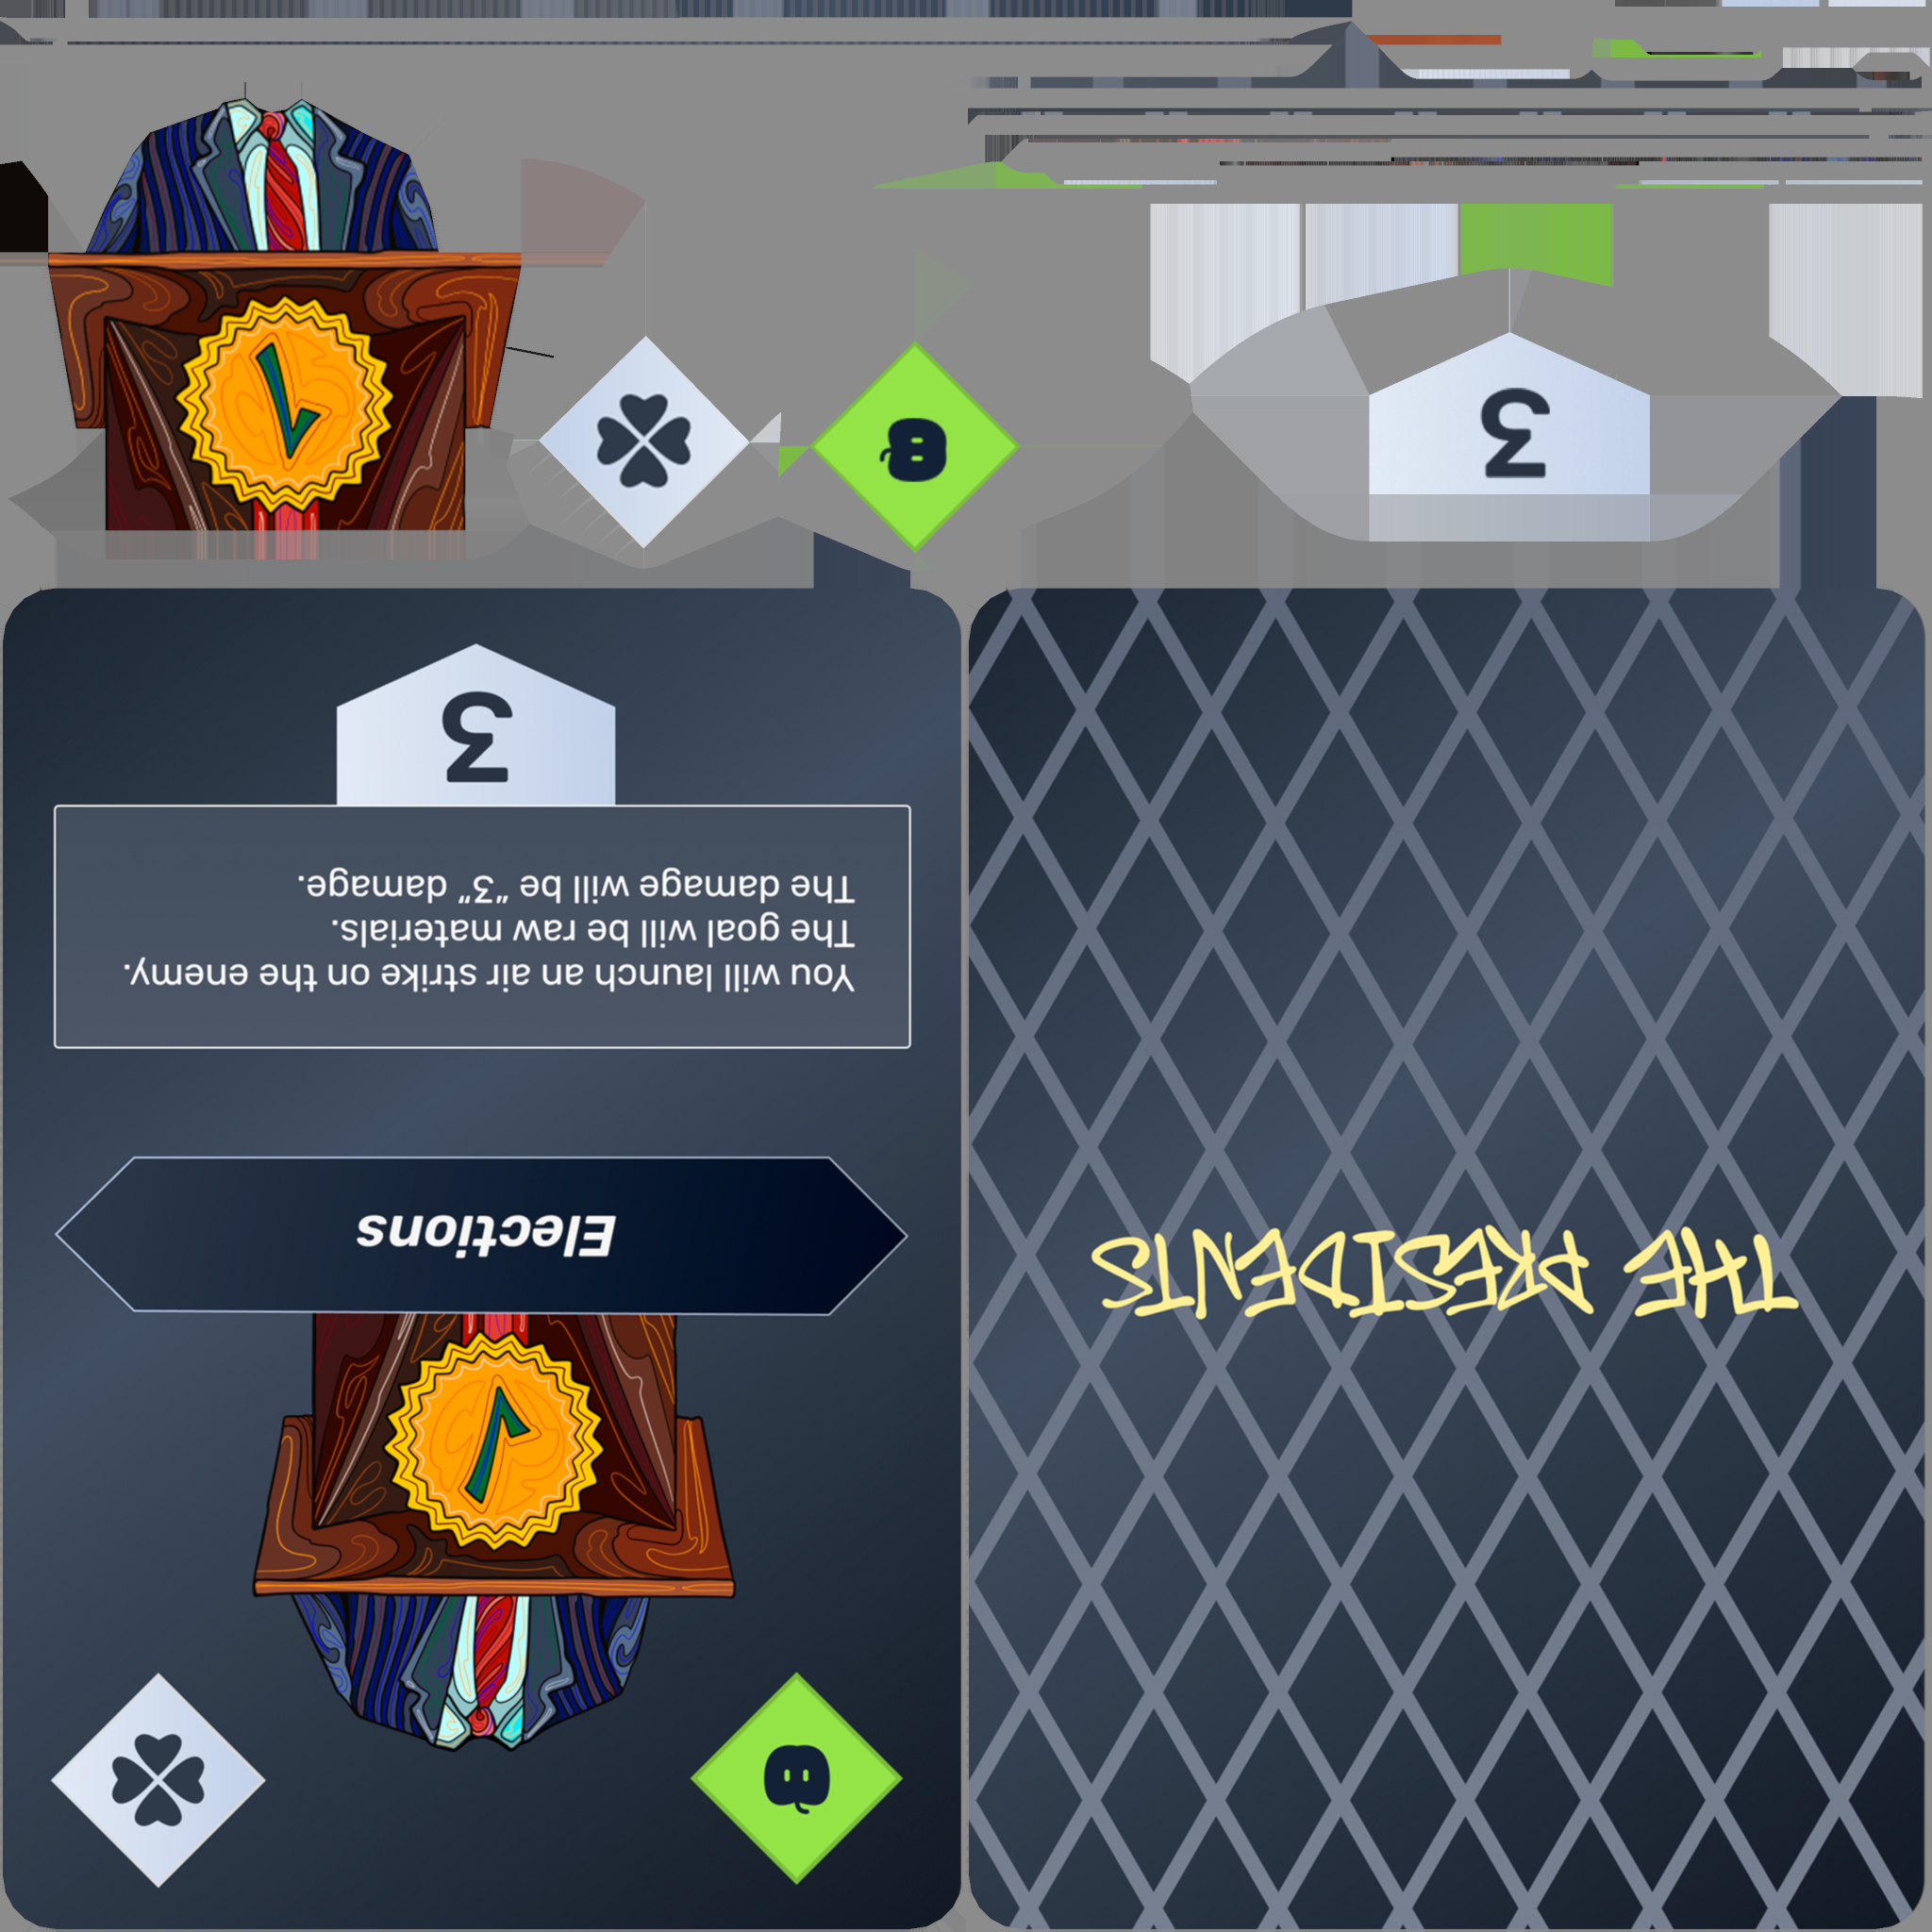 Elections
You will launch an air strike on the enemy.
The goal will be raw materials.
The damage will be "3" damage.
3
THE PRESIDENTS
3